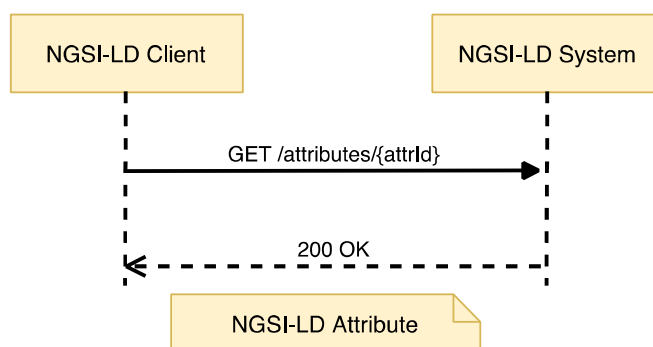 NGSI-LD Client
NGSI-LD System
GET /attributes/{attrId}
200 OK
NGSI-LD Attribute